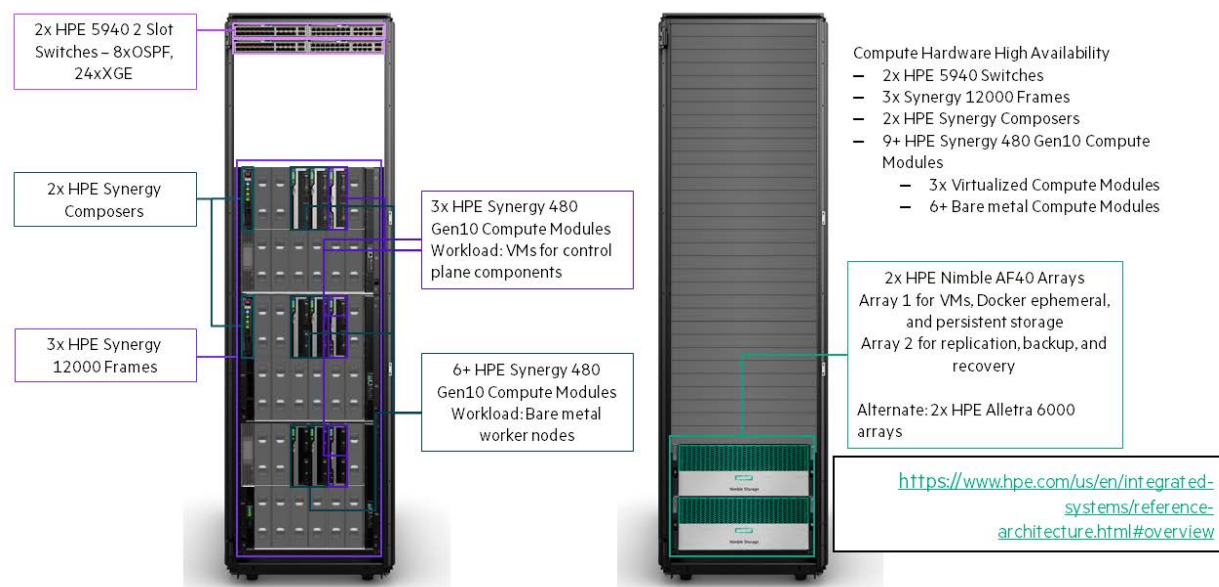 2x HPE 5940 2 Slot
Switches – 8xOSPF,
24xXGE
2x HPE Synergy
Composers
3x HPE Synergy
12000 Frames
3x HPE Synergy 480
Gen10 Compute Modules
Workload: VMs for control
plane components
6+ HPE Synergy 480
Gen10 Compute Modules
Workload: Bare metal
worker nodes
Compute Hardware High Availability
– 2x HPE 5940 Switches
– 3x Synergy 12000 Frames
– 2x HPE Synergy Composers
– 9+ HPE Synergy 480 Gen10 Compute
Modules
– 3x Virtualized Compute Modules
– 6+ Bare metal Compute Modules
2x HPE Nimble AF40 Arrays
Array 1 for VMs, Docker ephemeral,
and persistent storage
Array 2 for replication, backup, and
recovery
Alternate: 2x HPE Alletra 6000
arrays
Nimble Storage
Nimble Storage
https://www.hpe.com/us/en/integrated-
systems/reference-
architecture.html#overview